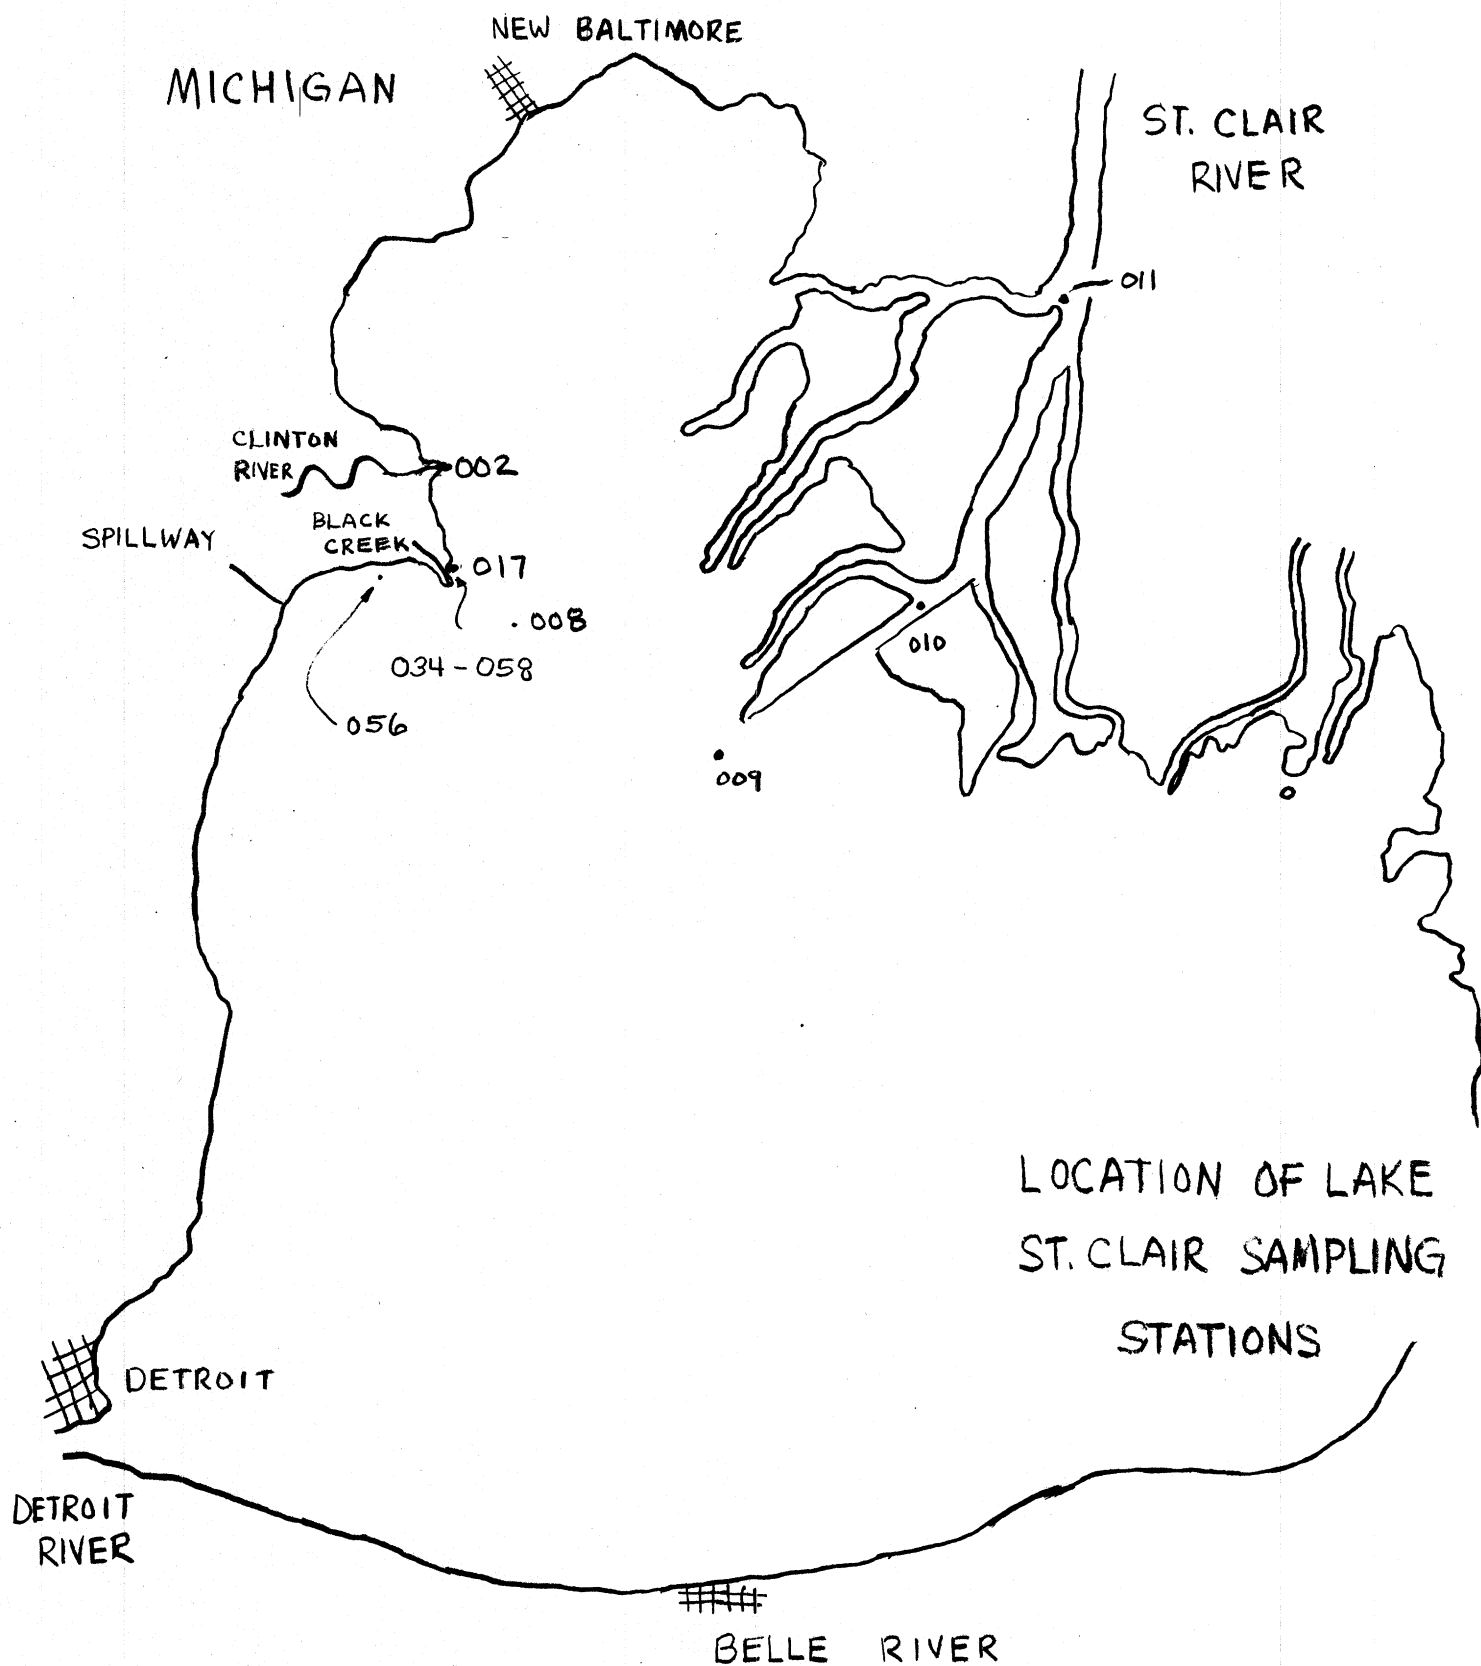 NEW BALTIMORE
MICHIGAN
ST. CLAIR
RIVER
011
CLINTON
RIVER
002
BLACK
CREEK
SPILLWAY
017
.008
034-058
010
056
009
LOCATION OF LAKE
ST. CLAIR SAMPLING
STATIONS
DETROIT
DETROIT
RIVER
BELLE RIVER